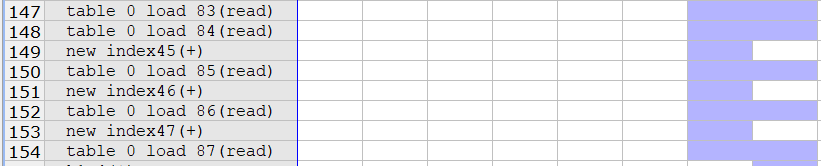 147 table 0 load 83(read)
148 table 0 load 84(read)
149 new index45(+)
150 table 0 load 85(read)
151 new index46(+)
152 table 0 load 86(read)
153 new index47(+)
154 table 0 load 87(read)